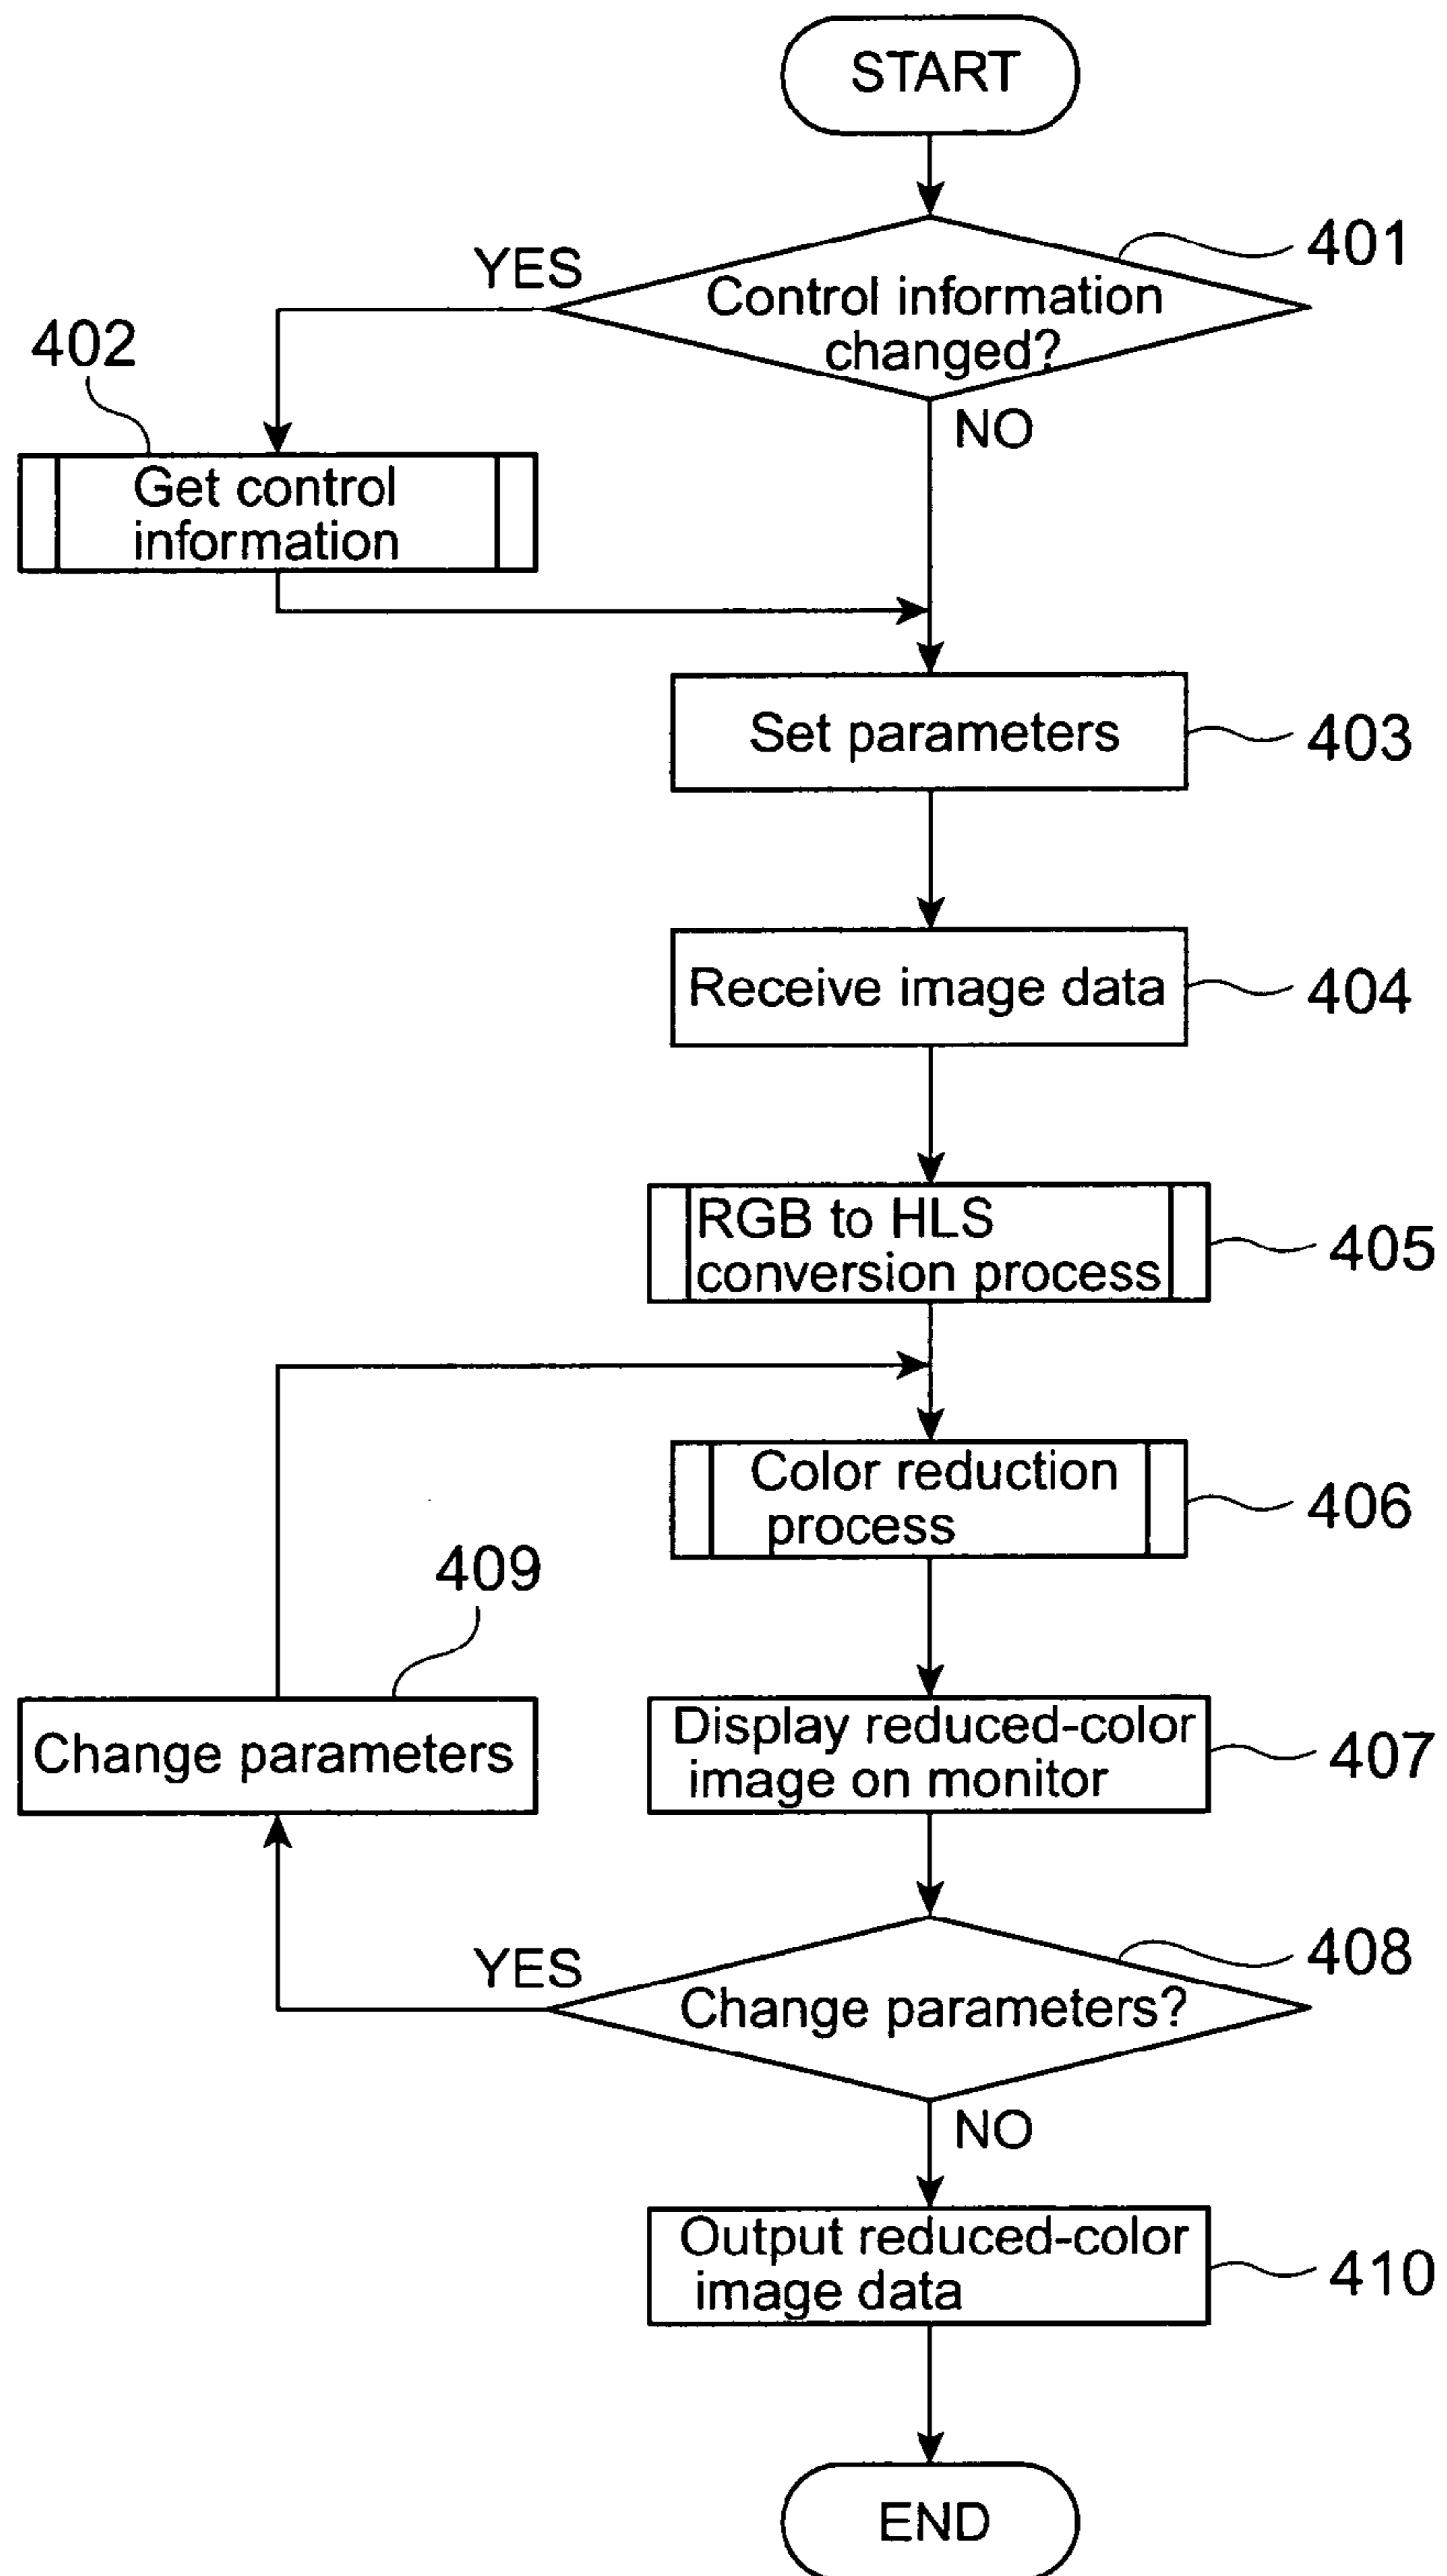 START
401
YES
Control information
changed?
402
NO
Get control
information
Set parameters
403
Receive image data
404
RGB to HLS
conversion process
405
Color reduction
process
406
409
Change parameters
Display reduced-color
image on monitor
407
408
YES
Change parameters?
NO
Output reduced-color
image data
410
END